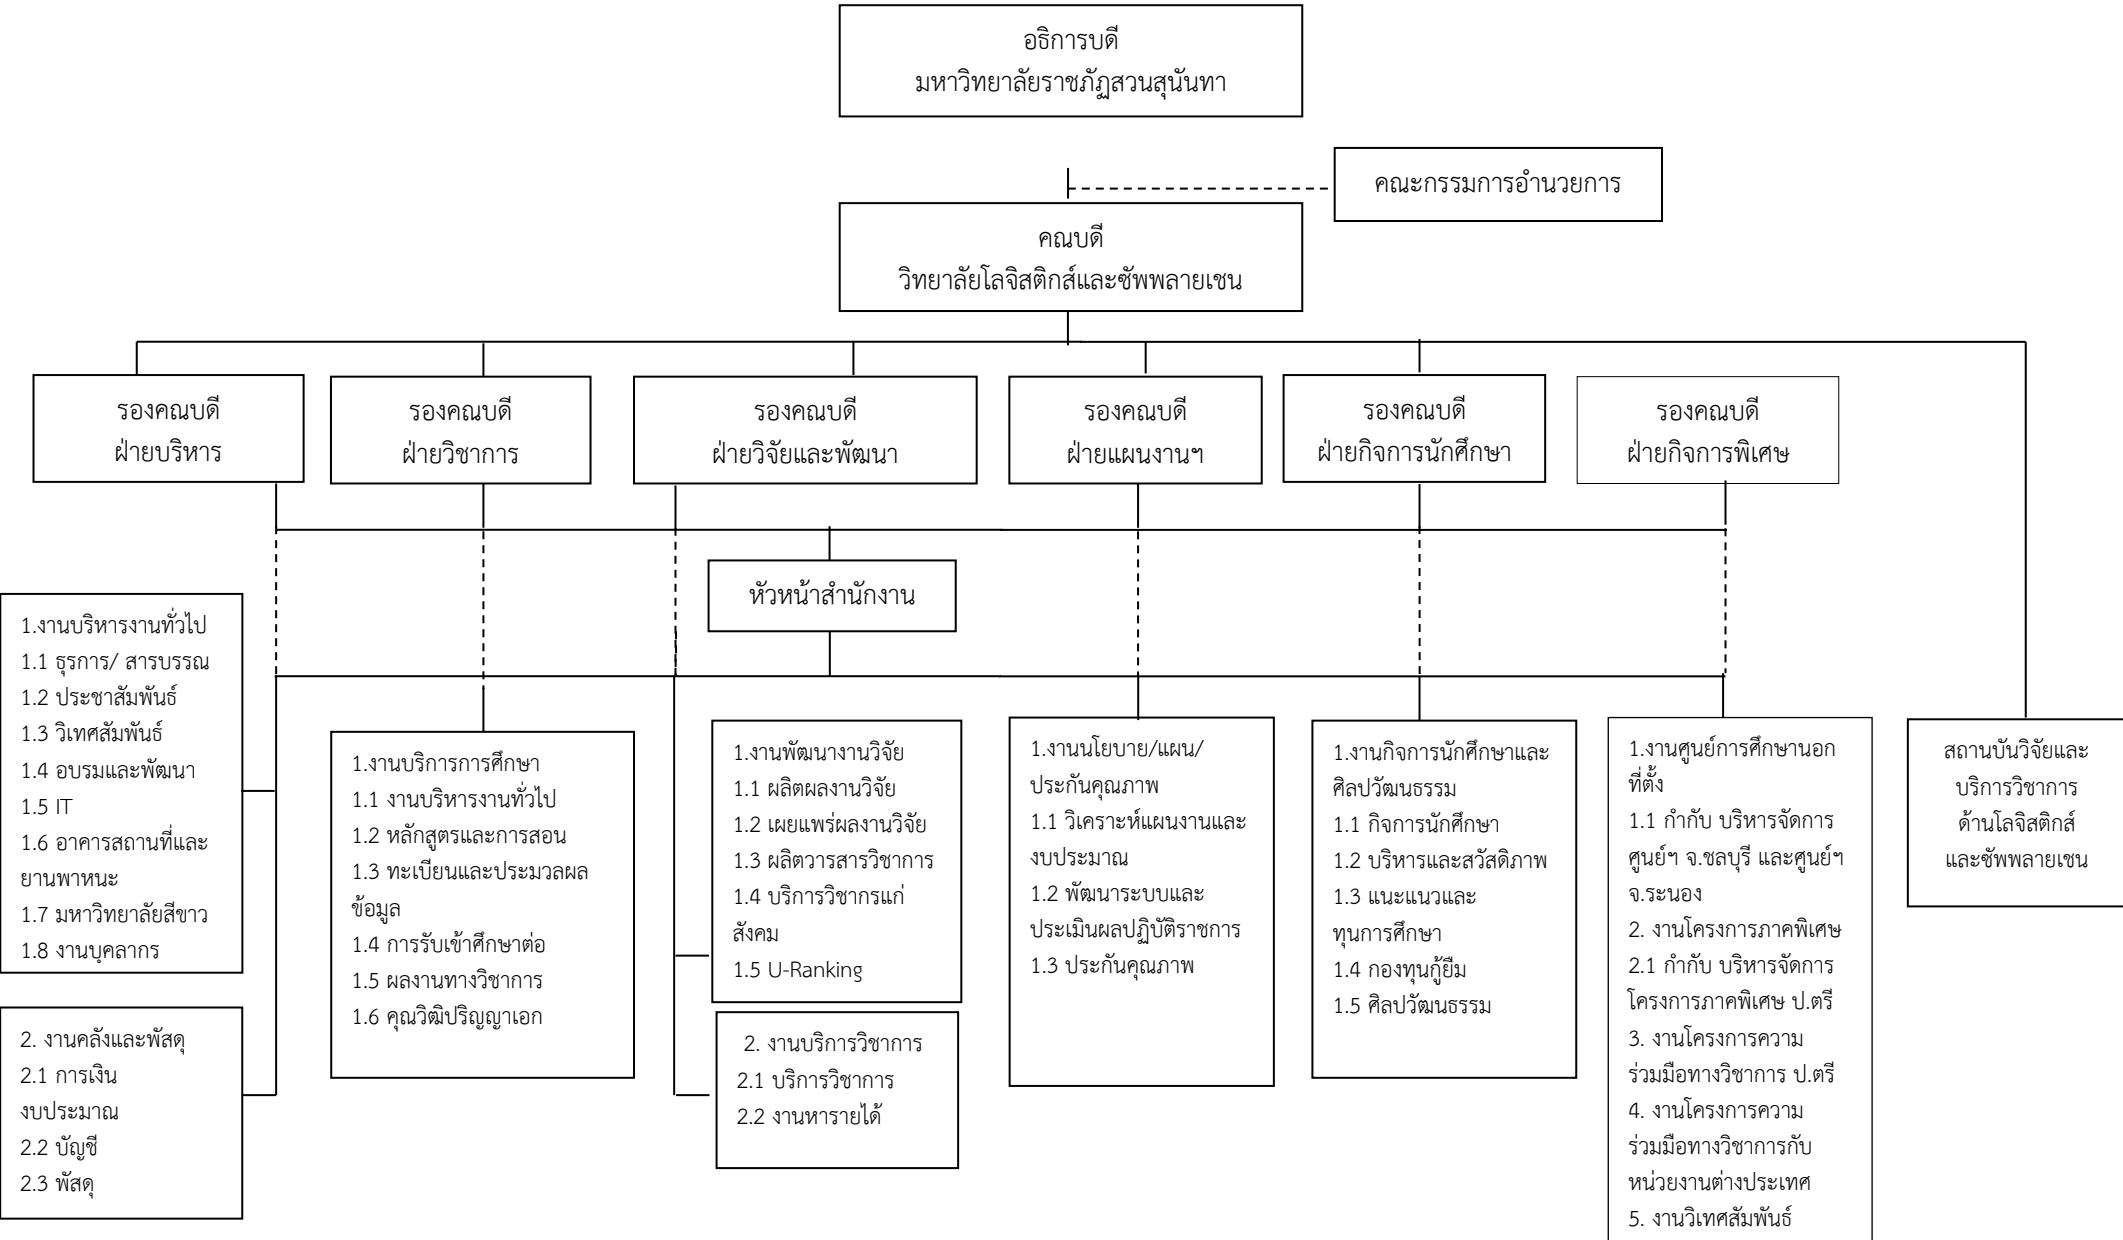 อธิการบดี
มหาวิทยาลัยราชภัฏสวนสุนันทา
คณะกรรมการอำนวยการ
คณบดี
วิทยาลัยโลจิสติกส์และซัพพลายเชน
รองคณบดี
ฝ่ายบริหาร
รองคณบดี
ฝ่ายวิชาการ
รองคณบดี
ฝ่ายวิจัยและพัฒนา
รองคณบดี
ฝ่ายแผนงานฯ
รองคณบดี
ฝ่ายกิจการนักศึกษา
รองคณบดี
ฝ่ายกิจการพิเศษ
หัวหน้าสำนักงาน
1.งานบริหารงานทั่วไป
1.1 ธุรการ/ สารบรรณ
1.2 ประชาสัมพันธ์
1.3 วิเทศสัมพันธ์
1.4 อบรมและพัฒนา
1.5 IT
1.6 อาคารสถานที่และ
ยานพาหนะ
1.7 มหาวิทยาลัยสีขาว
1.8 งานบุคลากร
2. งานคลังและพัสดุ
2.1 การเงิน
งบประมาณ
2.2 บัญชี
2.3 พัสดุ
1.งานบริการการศึกษา
1.1 งานบริหารงานทั่วไป
1.2 หลักสูตรและการสอน
1.3 ทะเบียนและประมวลผล
ข้อมูล
1.4 การรับเข้าศึกษาต่อ
1.5 ผลงานทางวิชาการ
1.6 คุณวิฒิปริญญาเอก
1.งานพัฒนางานวิจัย
1.1 ผลิตผลงานวิจัย
1.2 เผยแพร่ผลงานวิจัย
1.3 ผลิตวารสารวิชาการ
1.4 บริการวิชากรแก่
สังคม
1.5 U-Ranking
2. งานบริการวิชาการ
2.1 บริการวิชาการ
2.2 งานหารายได้
1.งานนโยบาย/แผน/
ประกันคุณภาพ
1.1 วิเคราะห์แผนงานและ
งบประมาณ
1.2 พัฒนาระบบและ
ประเมินผลปฏิบัติราชการ
1.3 ประกันคุณภาพ
1.งานกิจการนักศึกษาและ
ศิลปวัฒนธรรม
1.1 กิจการนักศึกษา
1.2 บริหารและสวัสดิภาพ
1.3 แนะแนวและ
ทุนการศึกษา
1.4 กองทุนกู้ยืม
1.5 ศิลปวัฒนธรรม
1.งานศูนย์การศึกษานอก
ที่ตั้ง
1.1 กำกับ บริหารจัดการ
ศูนย์ฯ จ.ชลบุรี และศูนย์ฯ
จ.ระนอง
2. งานโครงการภาคพิเศษ
2.1 กำกับ บริหารจัดการ
โครงการภาคพิเศษ ป.ตรี
3. งานโครงการความ
ร่วมมือทางวิชาการ ป.ตรี
4. งานโครงการความ
ร่วมมือทางวิชาการกับ
หน่วยงานต่างประเทศ
5. งานวิเทศสัมพันธ์
สถานบันวิจัยและ
บริการวิชาการ
ด้านโลจิสติกส์
และซัพพลายเชน